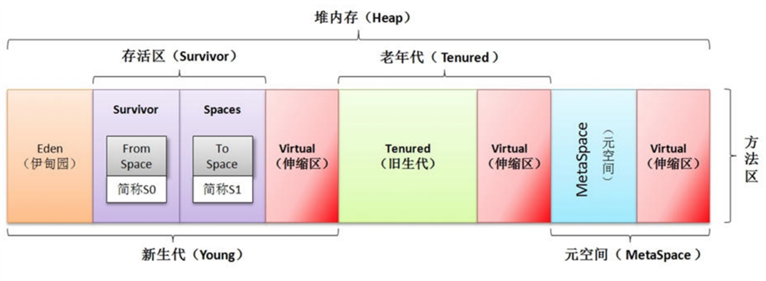 堆内存（Heap）
存活区（Survivor）
老年代（Tenured）
Eden
（伊甸园）
Survivor
From
Space
简称S0
Spaces
To
Space
简称S1
Virtual
（伸缩区）
Tenured
（旧生代）
Virtual
（伸缩区）
MetaSpace
（元空间）
Virtual
（伸缩区）
方法区
新生代（Young）
元空间（ MetaSpace ）